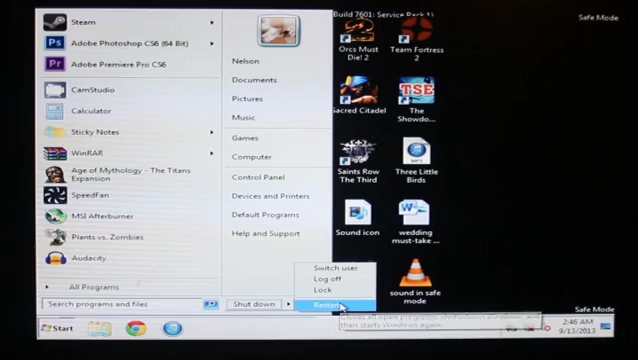 Build 7601: Service Pack 1)
Safe Mode
Steam
Adobe Photoshop CS6 (64 Bit)
Adobe Premiere Pro CS6
CamStudio
Calculator
Sticky Notes
WinRAR
Age of Mythology - The Titans
Expansion
SpeedFan
MSI Afterburner
Plants vs. Zombies
Audacity
All Programs
Search programs and files
Nelson
Documents
Pictures
Music
Games
Computer
Control Panel
Devices and Printers
Default Programs
Help and Support
Shut down
Switch user
Log off
Lock
Restart
then starts Windows again.
Orcs Must
Die! 2
Team Fortress
2
Sacred Citadel
TSE
The
Showdo...
Saints Row
The Third
Three Little
Birds
Sound icon
wedding
must-take ...
sound in safe
mode
Safe Mode
Start
2:46 AM
9/13/2013